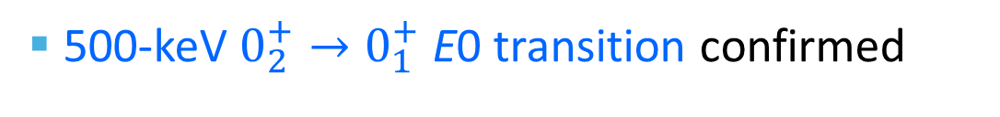 ▪ 500-keV 0₂⁺ → 0₁⁺ E0 transition confirmed